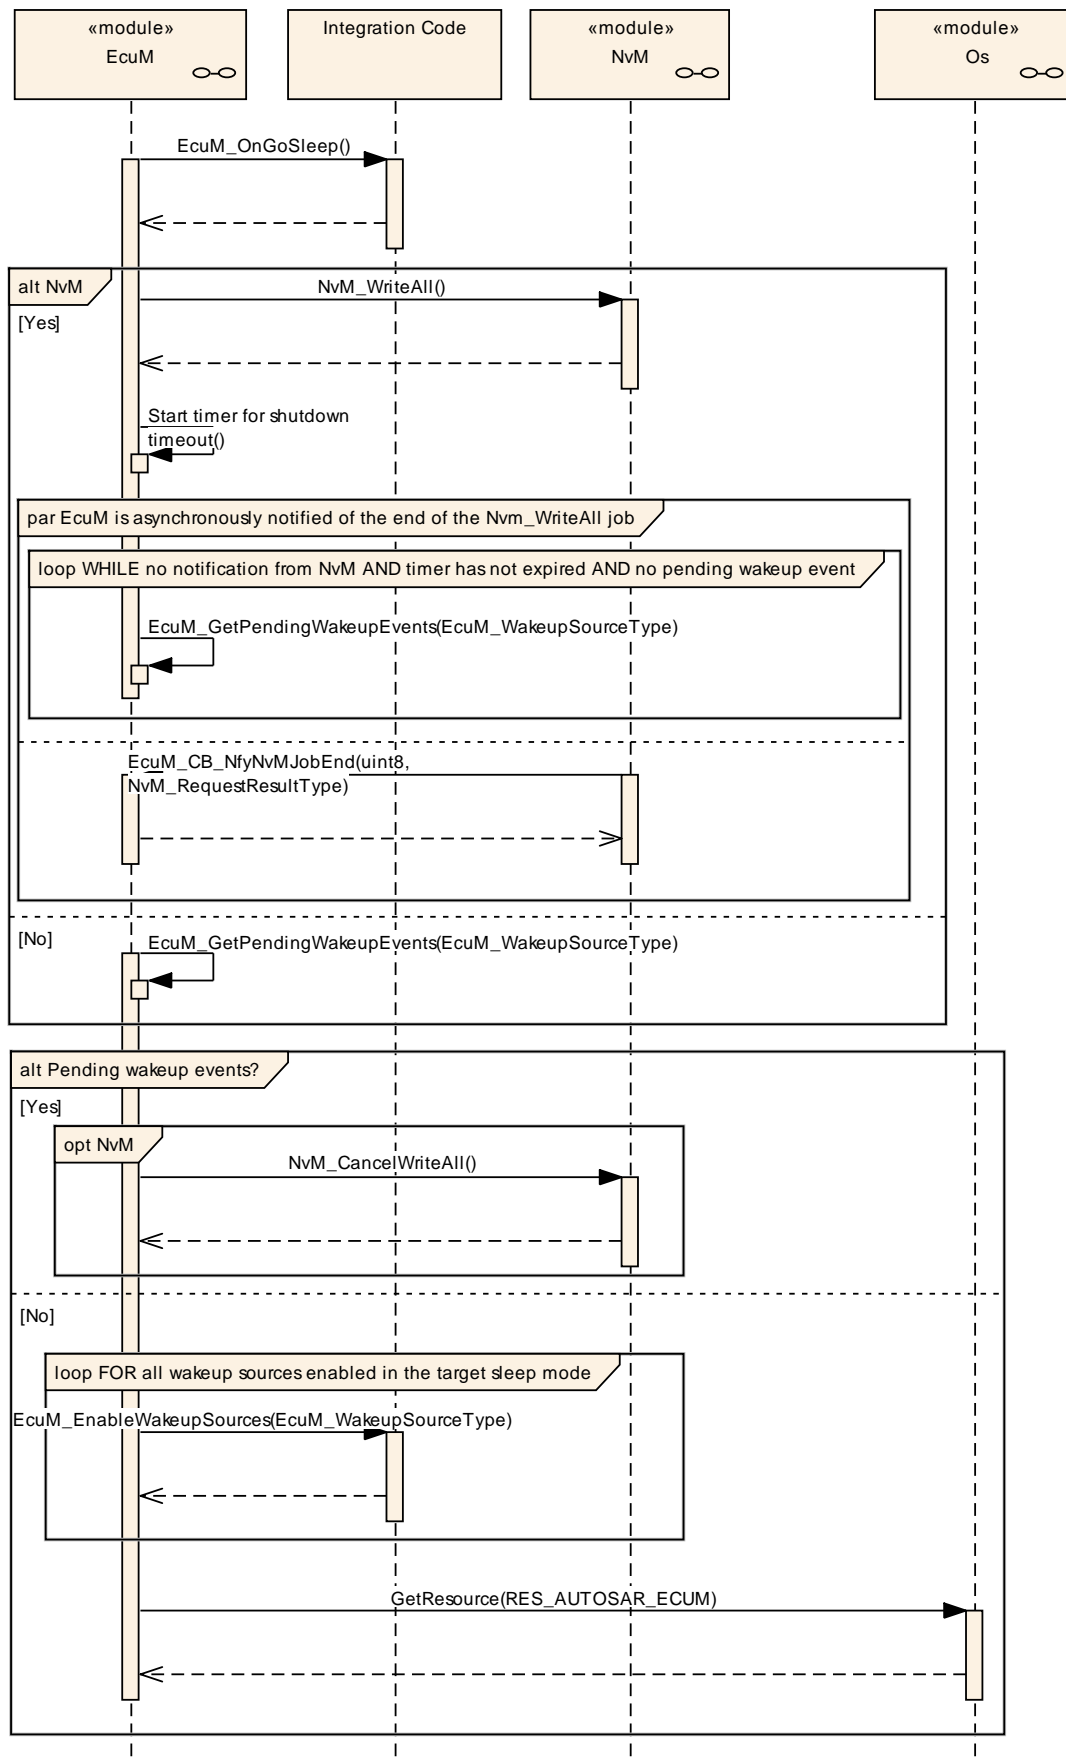 «module»
EcuM
Integration Code
«module»
NvM
«module»
Os
EcuM_OnGoSleep()
alt NvM
NvM_WriteAll()
[Yes]
Start timer for shutdown
timeout()
par EcuM is asynchronously notified of the end of the Nvm_WriteAll job
loop WHILE no notification from NvM AND timer has not expired AND no pending wakeup event
EcuM_GetPendingWakeupEvents(EcuM_WakeupSourceType)
EcuM_CB_NfyNvMJobEnd(uint8,
NvM_RequestResultType)
[No]
EcuM_GetPendingWakeupEvents(EcuM_WakeupSourceType)
alt Pending wakeup events?
[Yes]
opt NvM
NvM_CancelWriteAll()
[No]
loop FOR all wakeup sources enabled in the target sleep mode
EcuM_EnableWakeupSources(EcuM_WakeupSourceType)
GetResource(RES_AUTOSAR_ECUM)